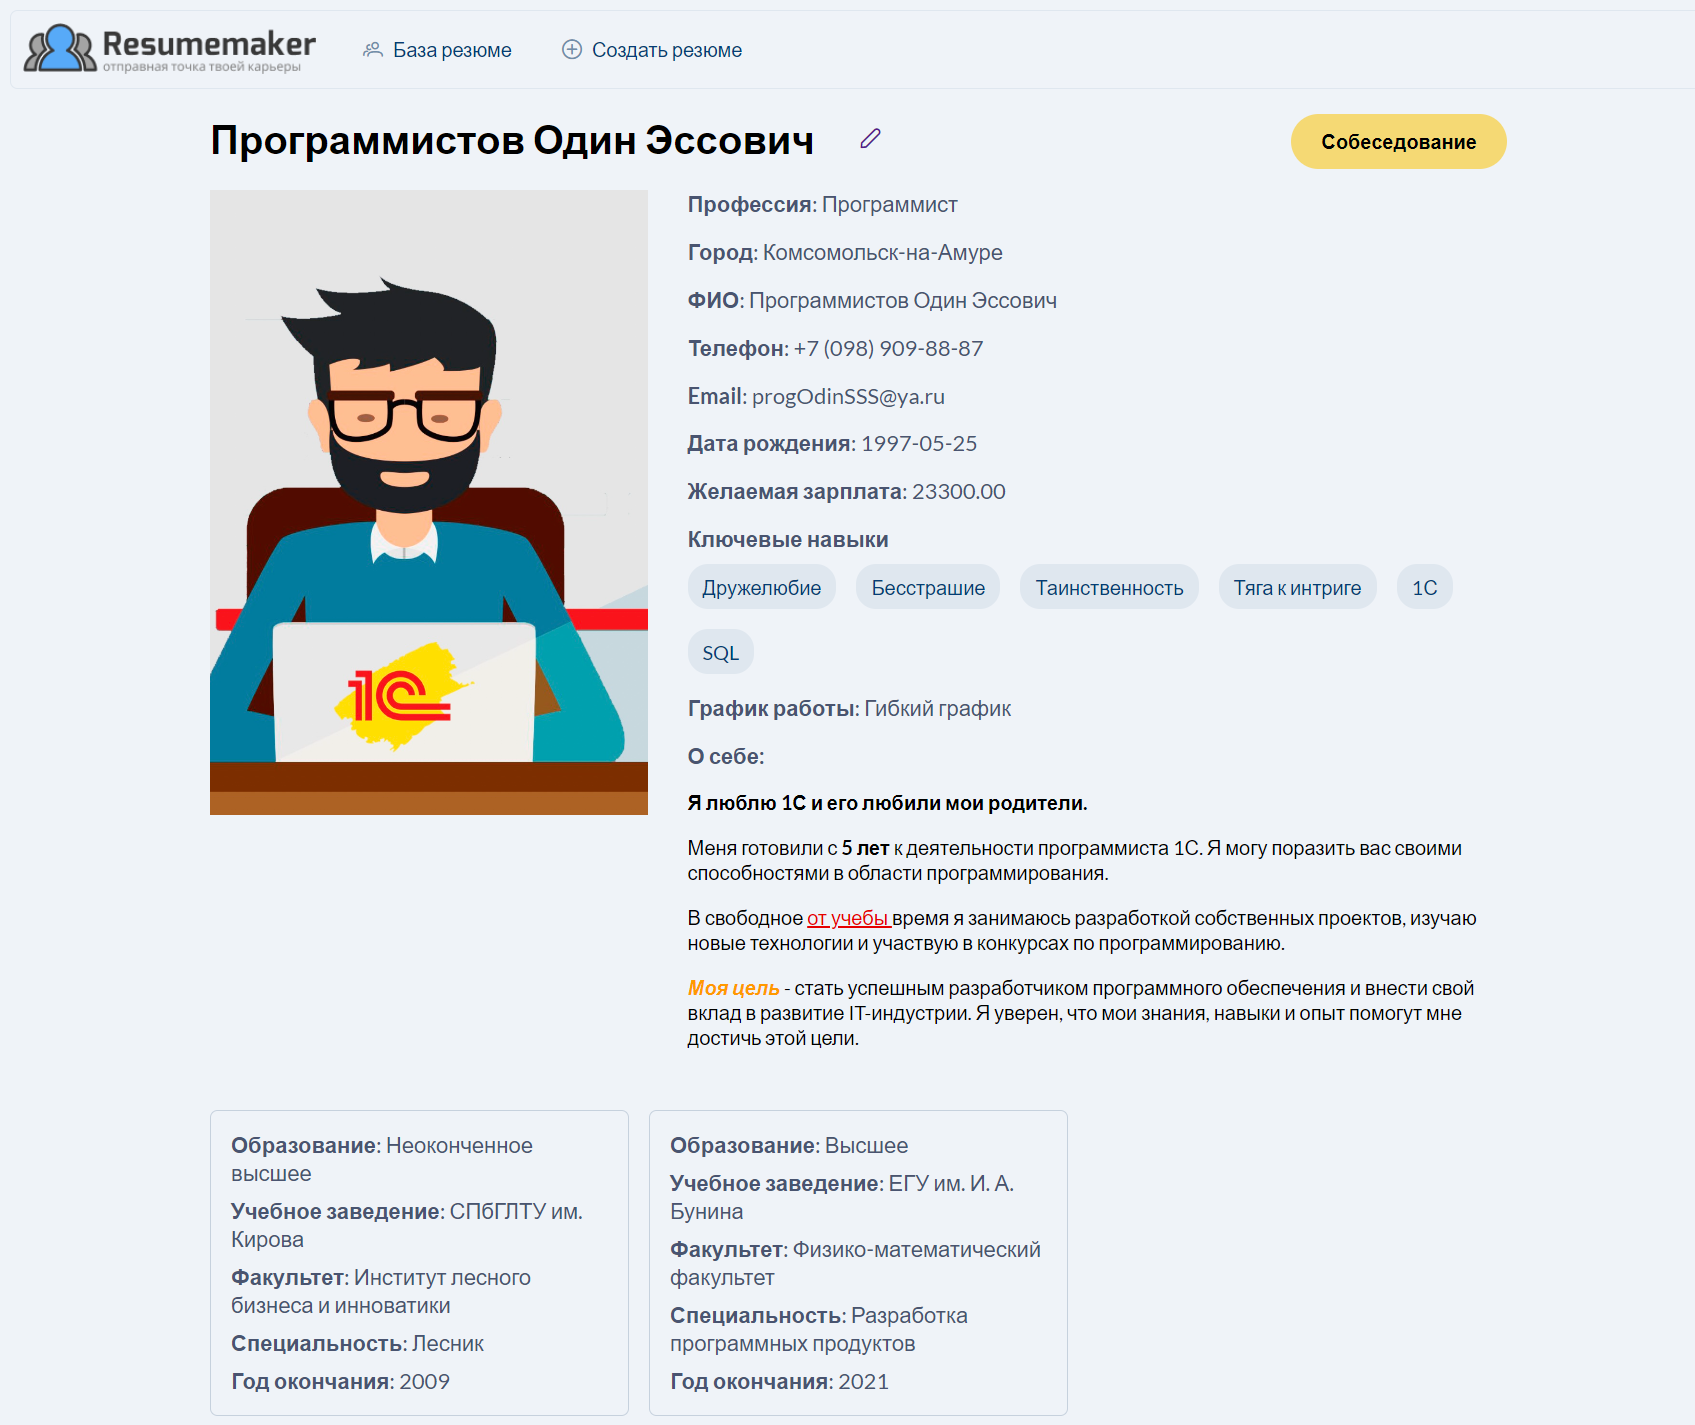 Resumemaker
отправная точка твоей карьеры
База резюме
Создать резюме
Программистов Один Эссович
Собеседование
1С
Профессия: Программист
Город: Комсомольск-на-Амуре
ФИО: Программистов Один Эссович
Телефон: +7 (098) 909-88-87
Email: progOdinSSS@ya.ru
Дата рождения: 1997-05-25
Желаемая зарплата: 23300.00
Ключевые навыки
Дружелюбие Бесстрашие Таинственность Тяга к интриге 1С
SQL
График работы: Гибкий график
О себе:
Я люблю 1С и его любили мои родители.
Меня готовили с 5 лет к деятельности программиста 1С. Я могу поразить вас своими
способностями в области программирования.
В свободное от учебы время я занимаюсь разработкой собственных проектов, изучаю
новые технологии и участвую в конкурсах по программированию.
Моя цель - стать успешным разработчиком программного обеспечения и внести свой
вклад в развитие IT-индустрии. Я уверен, что мои знания, навыки и опыт помогут мне
достичь этой цели.
Образование: Неоконченное
высшее
Учебное заведение: СПбГЛТУ им.
Кирова
Факультет: Институт лесного
бизнеса и инноватики
Специальность: Лесник
Год окончания: 2009
Образование: Высшее
Учебное заведение: ЕГУ им. И. А.
Бунина
Факультет: Физико-математический
факультет
Специальность: Разработка
программных продуктов
Год окончания: 2021